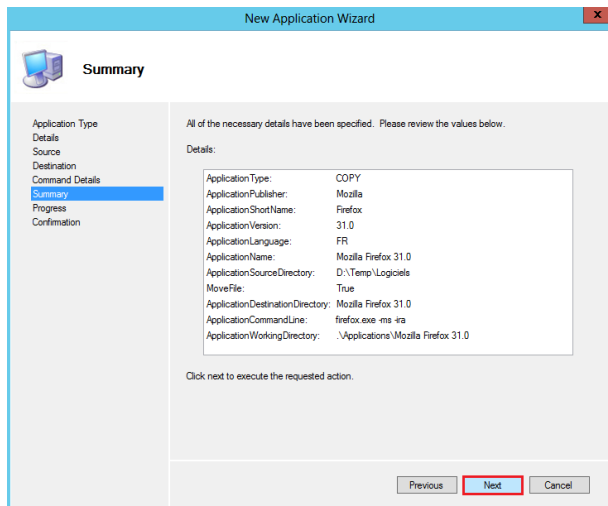 New Application Wizard
x
Summary
Application Type
Details
Source
Destination
Command Details
Summary
Progress
Confirmation
All of the necessary details have been specified. Please review the values below.
Details:
ApplicationType: COPY
ApplicationPublisher: Mozilla
ApplicationShortName: Firefox
ApplicationVersion: 31.0
ApplicationLanguage: FR
ApplicationName: Mozilla Firefox 31.0
ApplicationSourceDirectory: D:\Temp\Logiciels
MoveFile: True
ApplicationDestinationDirectory: Mozilla Firefox 31.0
ApplicationCommandLine: firefox.exe -ms -ira
ApplicationWorkingDirectory: .\Applications\Mozilla Firefox 31.0
Click next to execute the requested action.
Previous Next Cancel